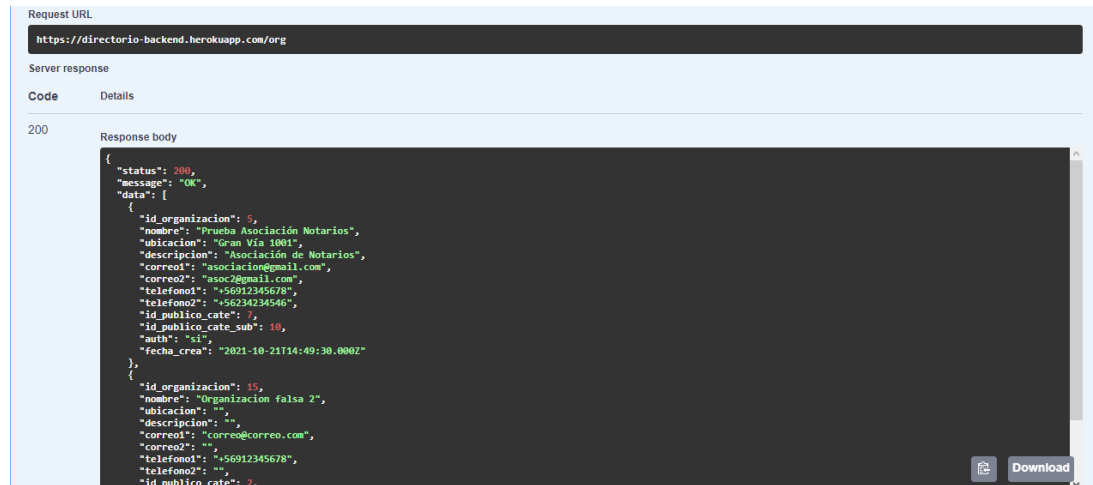 Request URL
https://directorio-backend.herokuapp.com/org
Server response
Code Details
200
Response body
{
"status": 200,
"message": "OK",
"data": [
{
"id_organizacion": 5,
"nombre": "Prueba Asociación Notarios",
"ubicacion": "Gran Vía 1001",
"descripcion": "Asociación de Notarios",
"correo1": "asociacion@gmail.com",
"correo2": "asoc2@gmail.com",
"telefono1": "+56912345678",
"telefono2": "+56234234546",
"id_publico_cate": 7,
"id_publico_cate_sub": 10,
"auth": "si",
"fecha_crea": "2021-10-21T14:49:30.000Z"
},
{
"id_organizacion": 15,
"nombre": "Organizacion falsa 2",
"ubicacion": "",
"descripcion": "",
"correo1": "correo@correo.com",
"correo2": "",
"telefono1": "+56912345678",
"telefono2": "",
"id_publico_cate": 2,
Download